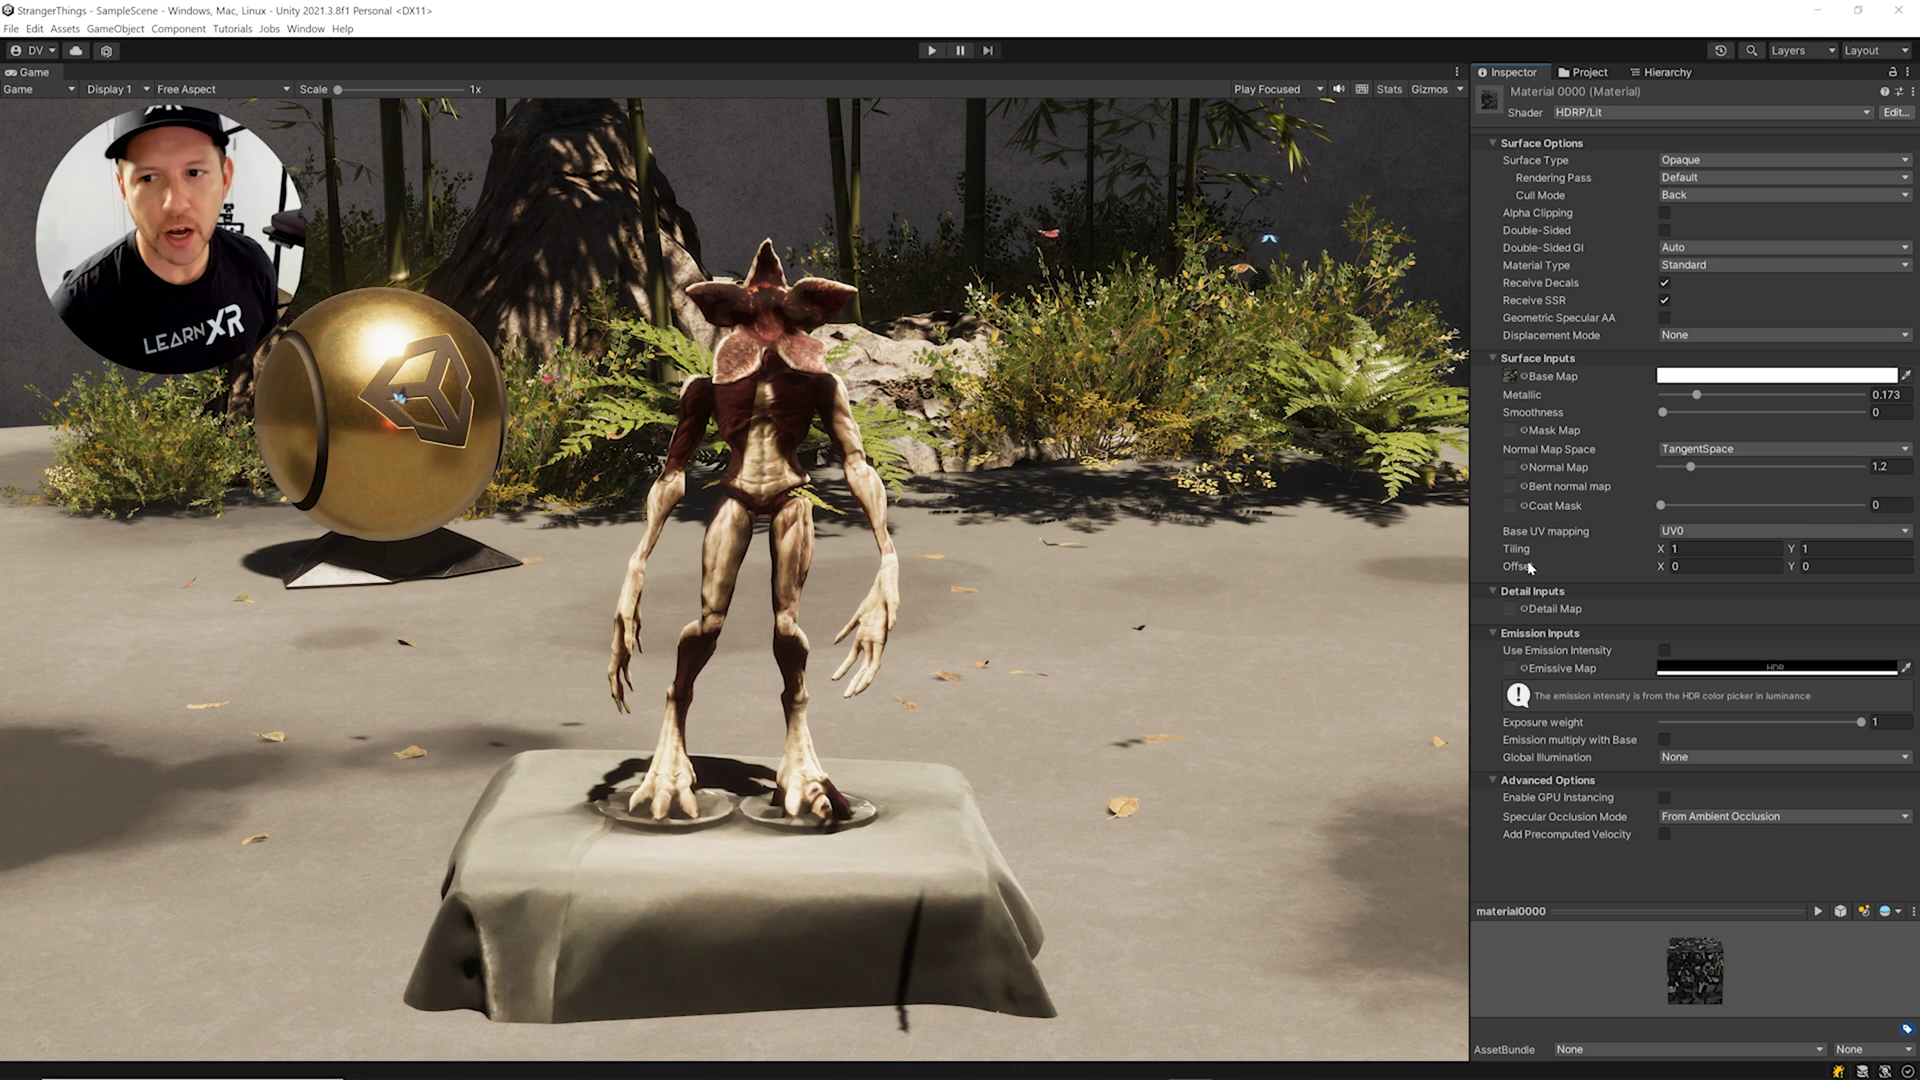 StrangerThings - SampleScene - Windows, Mac, Linux - Unity 2021.3.8f1 Personal <DX11>
File Edit Assets GameObject Component Tutorials Jobs Window Help
DV Layers Layout
Game
Game Display 1 Free Aspect Scale 1x Play Focused Stats Gizmos
Inspector Project Hierarchy
Material 0000 (Material)
Shader HDRP/Lit Edit...
Surface Options
Surface Type Opaque
Rendering Pass Default
Cull Mode Back
Alpha Clipping
Double-Sided
Double-Sided GI Auto
Material Type Standard
Receive Decals
Receive SSR
Geometric Specular AA
Displacement Mode None
Surface Inputs
Base Map
Metallic 0.173
Smoothness 0
Mask Map
Normal Map Space TangentSpace
Normal Map 1.2
Bent normal map
Coat Mask 0
Base UV mapping UV0
Tiling X 1 Y 1
Offset X 0 Y 0
Detail Inputs
Detail Map
Emission Inputs
Use Emission Intensity
Emissive Map HDR
The emission intensity is from the HDR color picker in luminance
Exposure weight 1
Emission multiply with Base
Global Illumination None
Advanced Options
Enable GPU Instancing
Specular Occlusion Mode From Ambient Occlusion
Add Precomputed Velocity
material0000
AssetBundle None None
LEARN XR